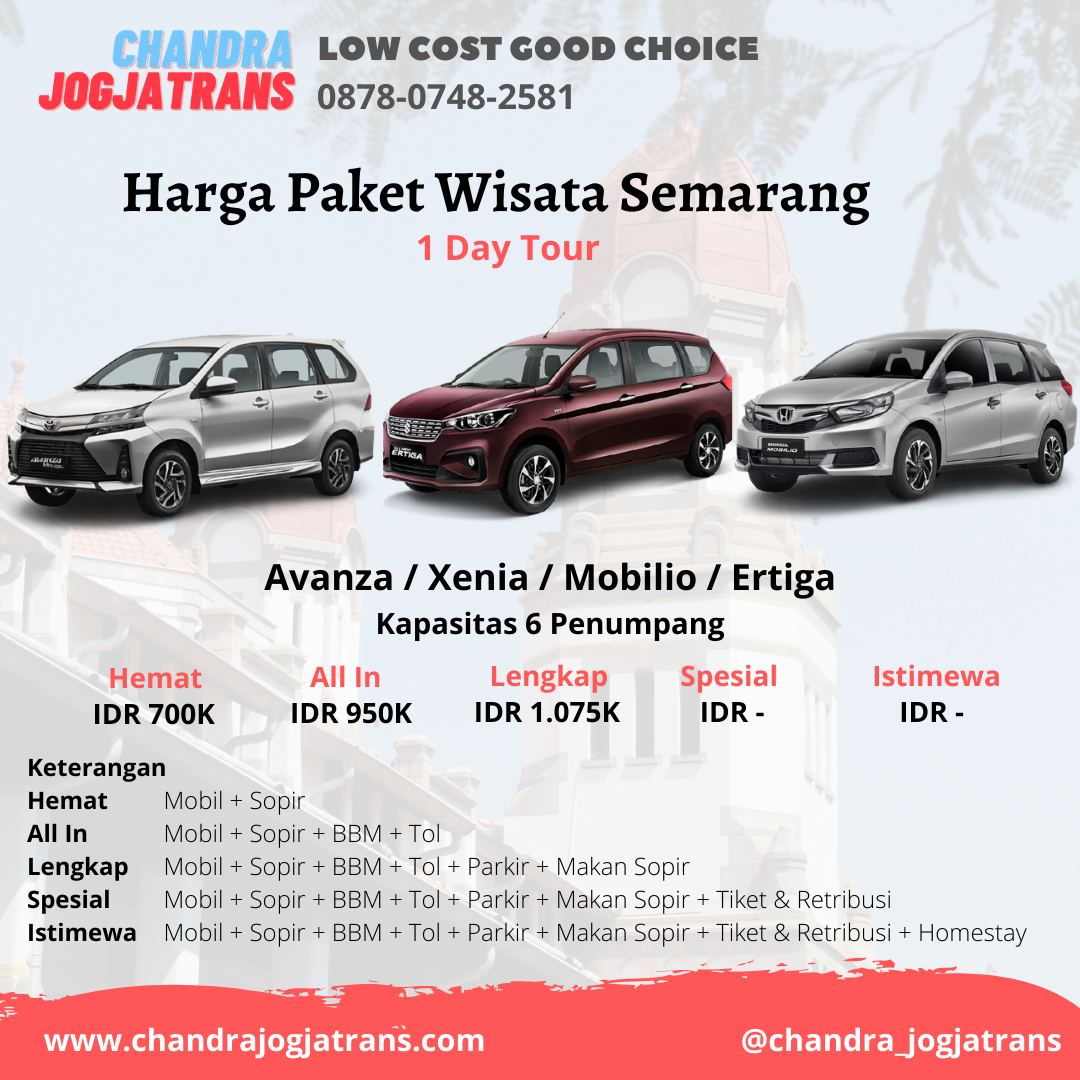 CHANDRA
JOGJATRANS
LOW COST GOOD CHOICE
0878-0748-2581
Harga Paket Wisata Semarang
1 Day Tour
AVANZA
ERTIGA
HONDA
MOBILIO
Avanza / Xenia / Mobilio / Ertiga
Kapasitas 6 Penumpang
Hemat All In Lengkap Spesial Istimewa
IDR 700K IDR 950K IDR 1.075K IDR - IDR -
Keterangan
Hemat Mobil + Sopir
All In Mobil + Sopir + BBM + Tol
Lengkap Mobil + Sopir + BBM + Tol + Parkir + Makan Sopir
Spesial Mobil + Sopir + BBM + Tol + Parkir + Makan Sopir + Tiket & Retribusi
Istimewa Mobil + Sopir + BBM + Tol + Parkir + Makan Sopir + Tiket & Retribusi + Homestay
www.chandrajogjatrans.com
@chandra_jogjatrans